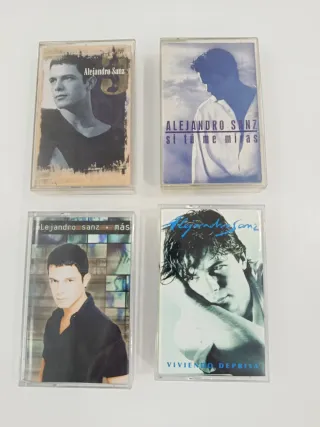 Alejandro Sanz
3
ALEJANDRO SANZ
si tú me miras
alejandro sanz • más
Alejandro Sanz
VIVIENDO DEPRISA